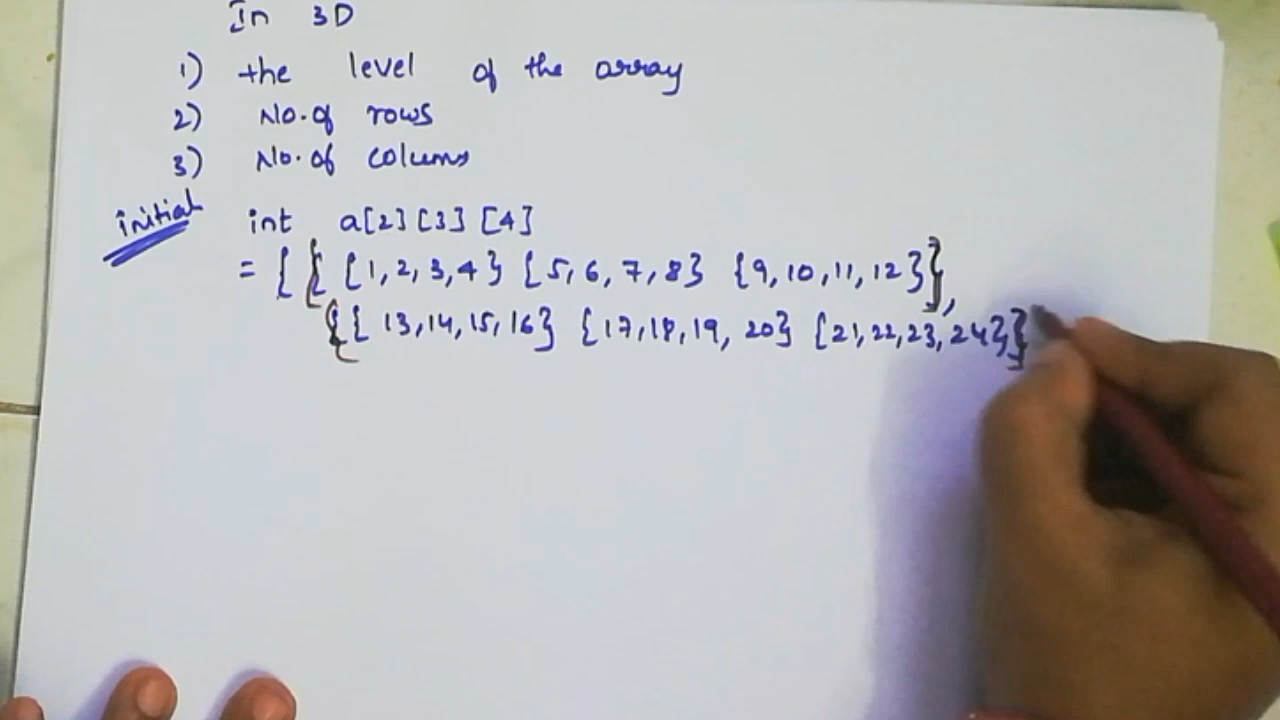 In 3D
1) the level of the array
2) No.of rows
3) No.of colums
initial int a[2][3][4]
= { { {1,2,3,4} {5,6,7,8} {9,10,11,12}},
{{ 13,14,15,16} {17,18,19,20} {21,22,23,24}}